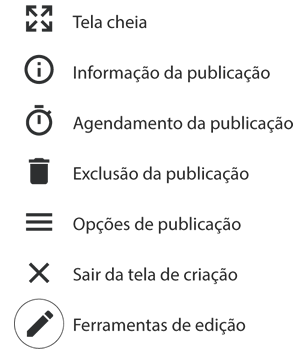 Tela cheia
Informação da publicação
Agendamento da publicação
Exclusão da publicação
Opções de publicação
Sair da tela de criação
Ferramentas de edição